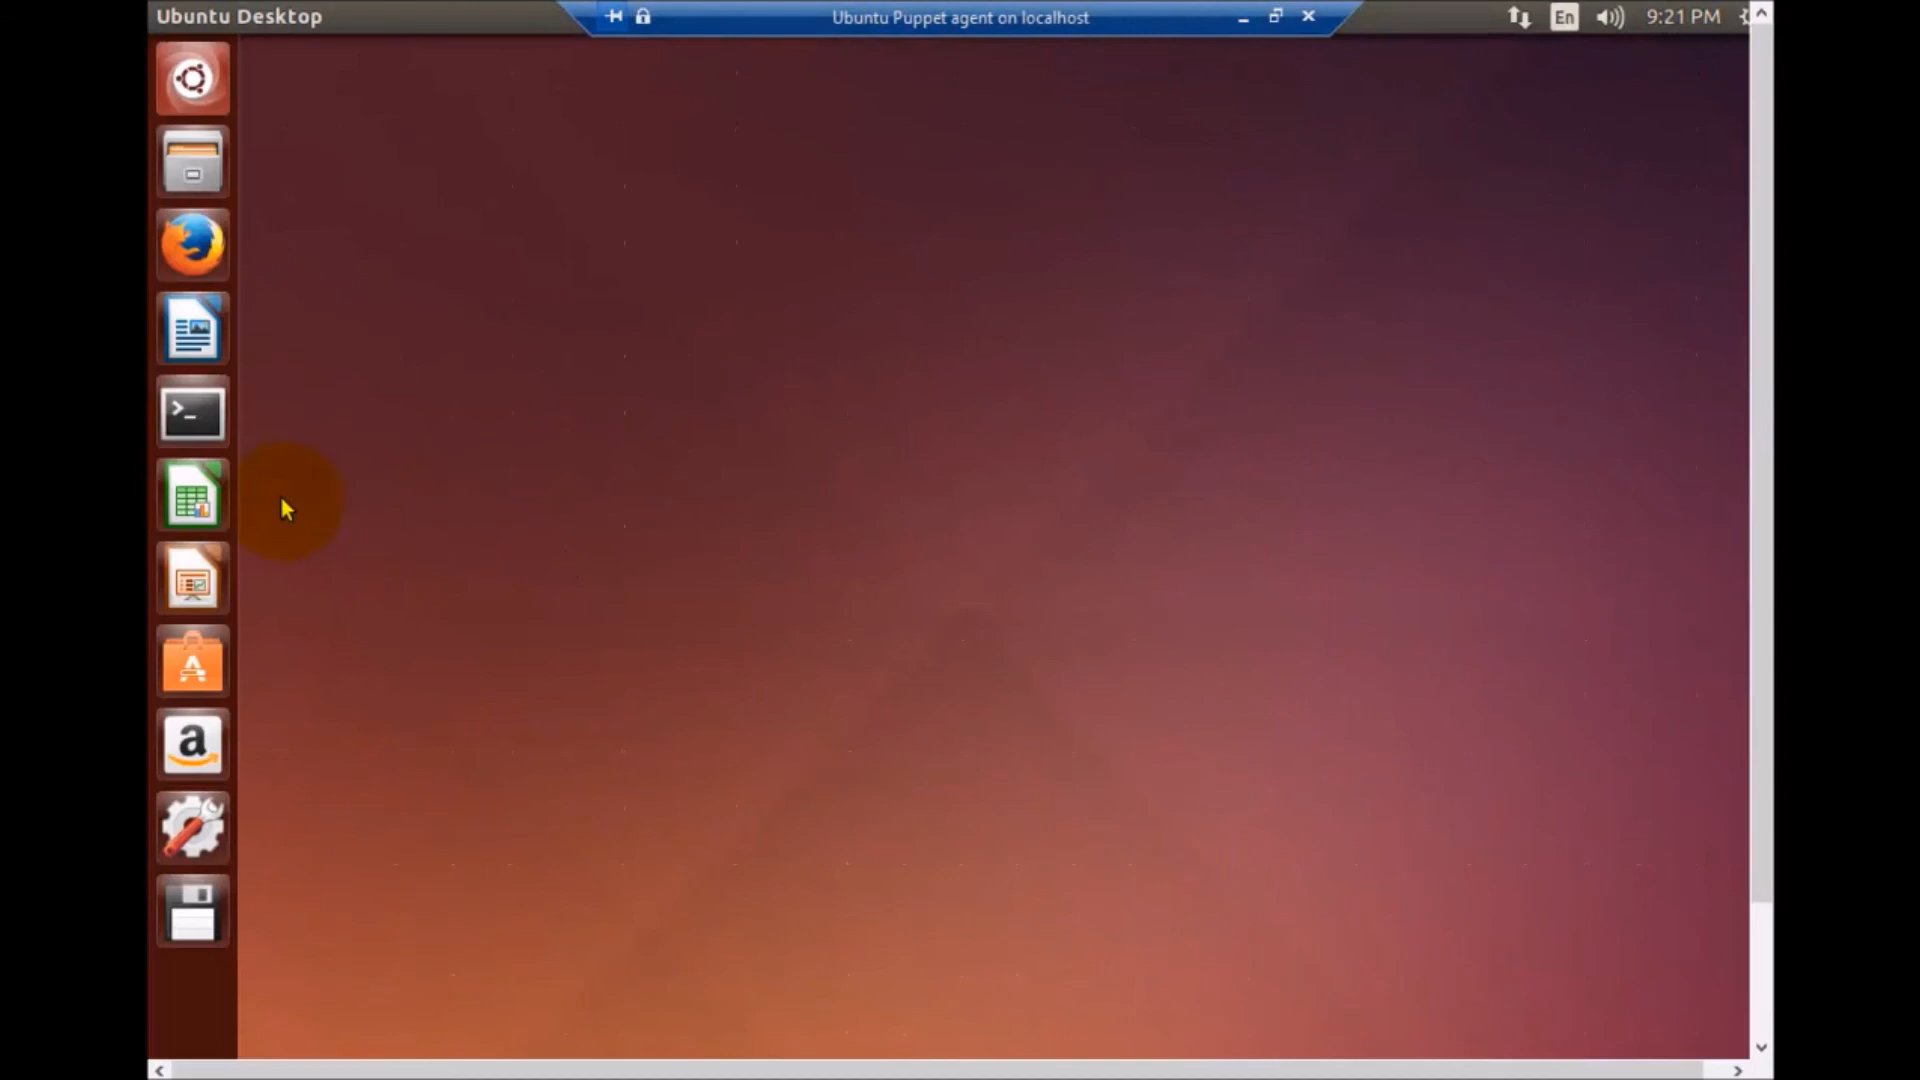 Ubuntu Desktop
Ubuntu Puppet agent on localhost
En
9:21 PM
>_
A
a